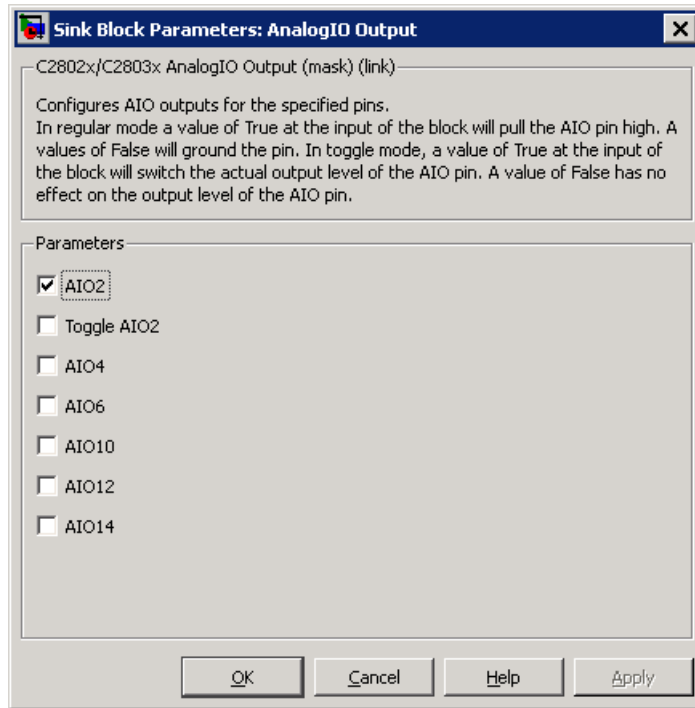 Sink Block Parameters: AnalogIO Output
C2802x/C2803x AnalogIO Output (mask) (link)
Configures AIO outputs for the specified pins.
In regular mode a value of True at the input of the block will pull the AIO pin high. A
values of False will ground the pin. In toggle mode, a value of True at the input of
the block will switch the actual output level of the AIO pin. A value of False has no
effect on the output level of the AIO pin.
Parameters
AIO2
Toggle AIO2
AIO4
AIO6
AIO10
AIO12
AIO14
OK Cancel Help Apply